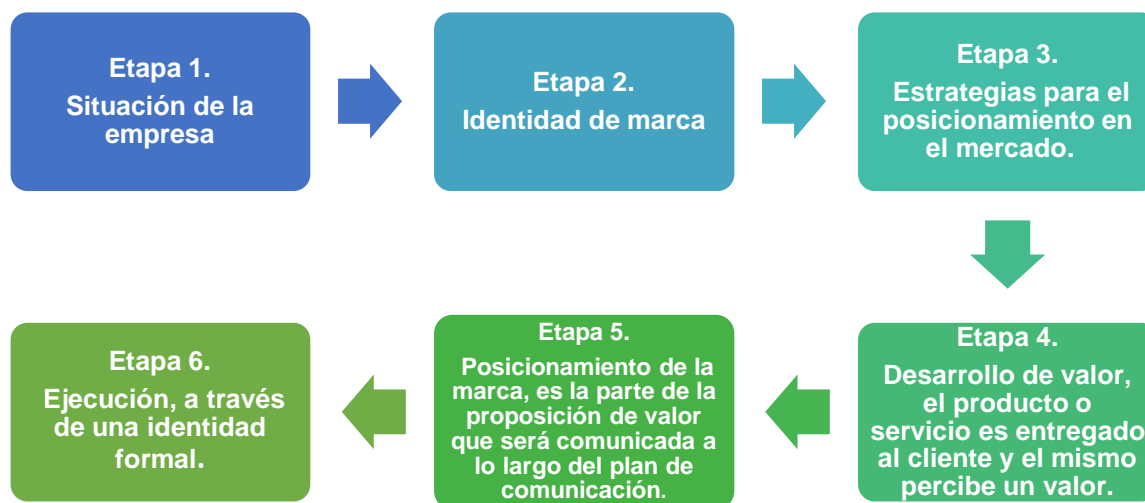 Etapa 1.
Situación de la
empresa
Etapa 2.
Identidad de marca
Etapa 3.
Estrategias para el
posicionamiento en
el mercado.
Etapa 4.
Desarrollo de valor,
el producto o
servicio es entregado
al cliente y el mismo
percibe un valor.
Etapa 5.
Posicionamiento de la
marca, es la parte de la
proposición de valor
que será comunicada a
lo largo del plan de
comunicación.
Etapa 6.
Ejecución, a través
de una identidad
formal.